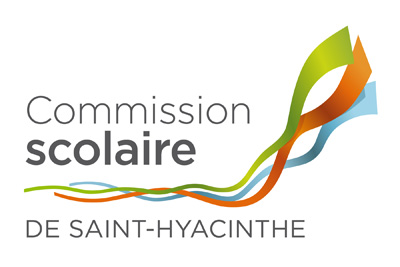 Commission
scolaire
DE SAINT-HYACINTHE